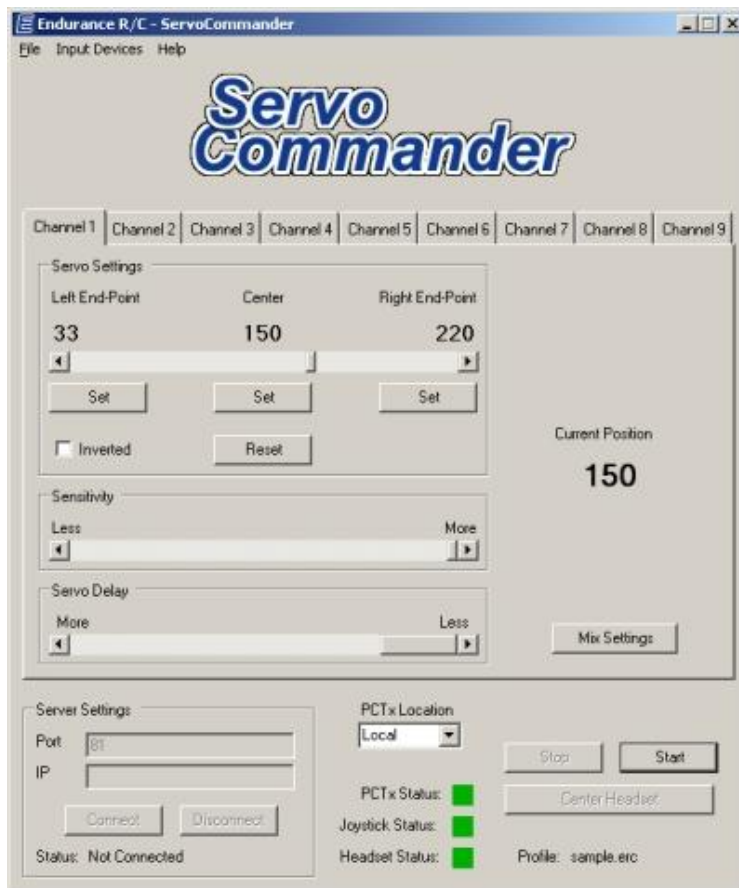 Endurance R/C - ServoCommander
File Input Devices Help
Servo
Commander
Channel 1 Channel 2 Channel 3 Channel 4 Channel 5 Channel 6 Channel 7 Channel 8 Channel 9
Servo Settings
Left End-Point Center Right End-Point
33 150 220
Set Set Set
Inverted Reset
Current Position
150
Sensitivity
Less More
Servo Delay
More Less
Mix Settings
Server Settings
Port 81
IP
Connect Disconnect
Status: Not Connected
PCTx Location
Local
PCTx Status:
Joystick Status:
Headset Status:
Stop Start
Center Headset
Profile: sample.erc